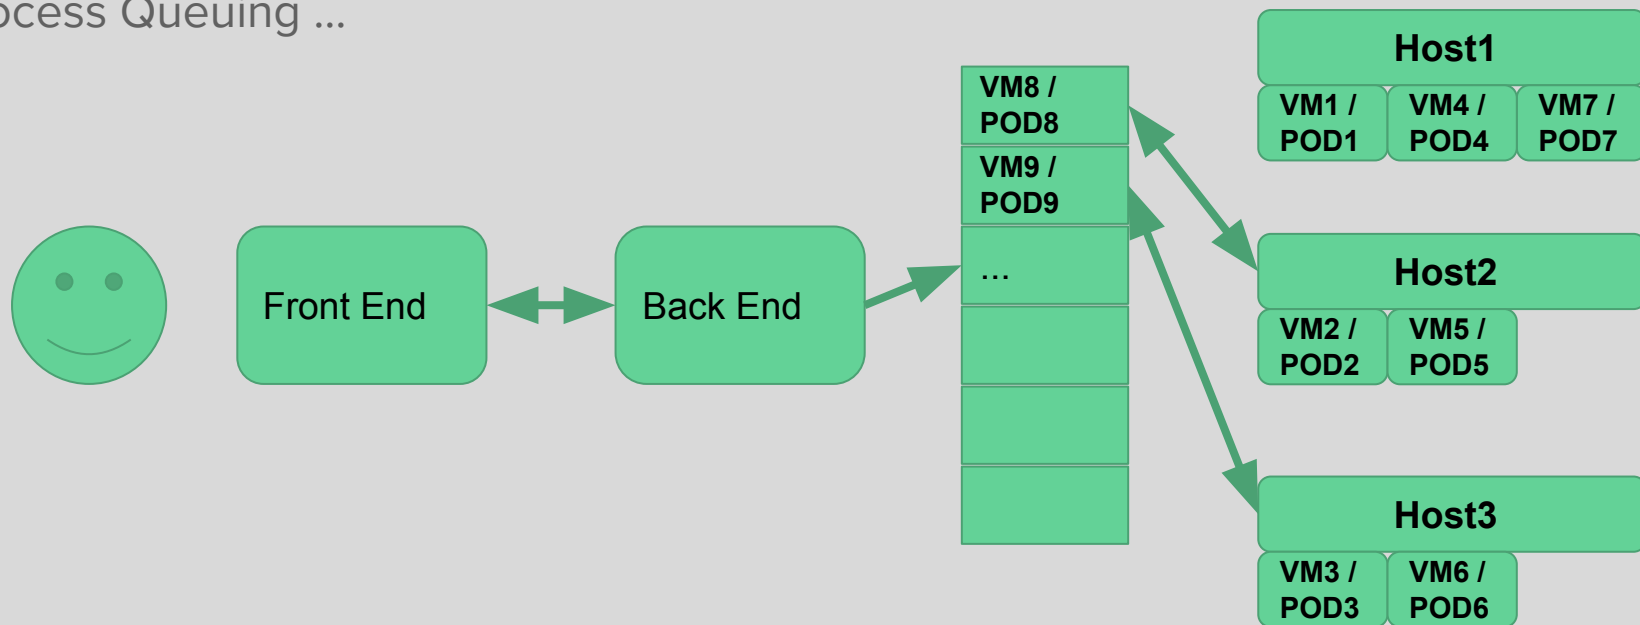 Queuing ...
Front End
Back End
VM8 /
POD8
VM9 /
POD9
...
Host1
VM1 /
POD1
VM4 /
POD4
VM7 /
POD7
Host2
VM2 /
POD2
VM5 /
POD5
Host3
VM3 /
POD3
VM6 /
POD6